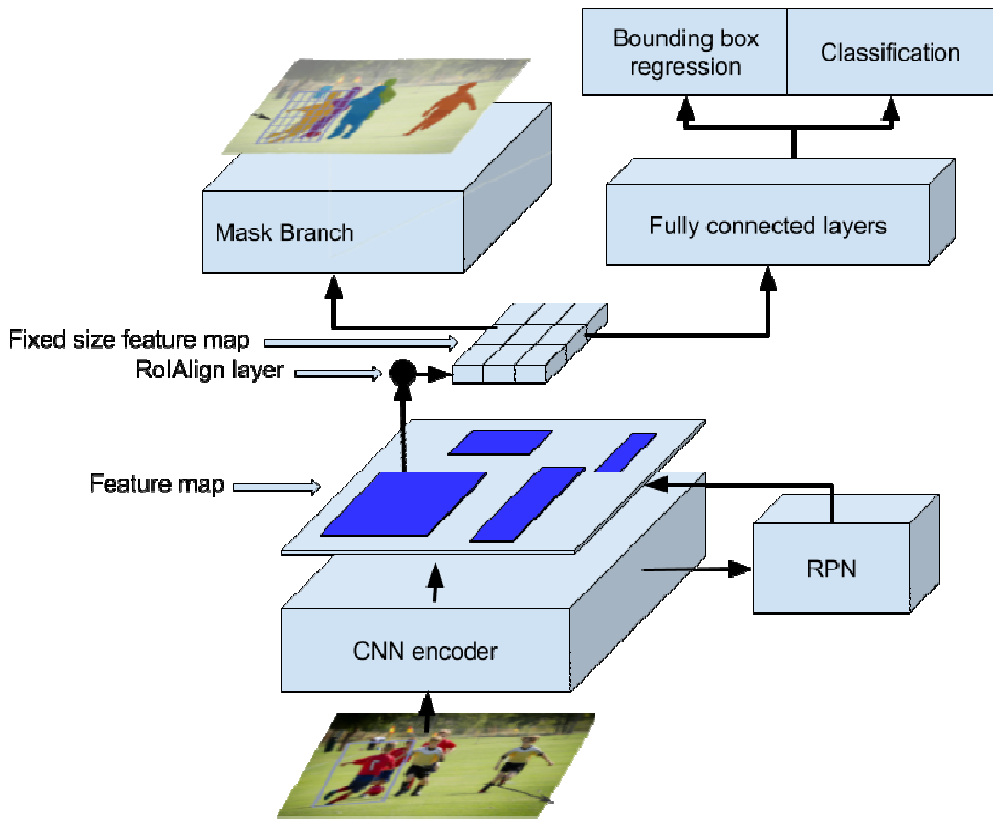 Bounding box
regression
Classification
Mask Branch
Fully connected layers
Fixed size feature map
RoIAlign layer
Feature map
RPN
CNN encoder